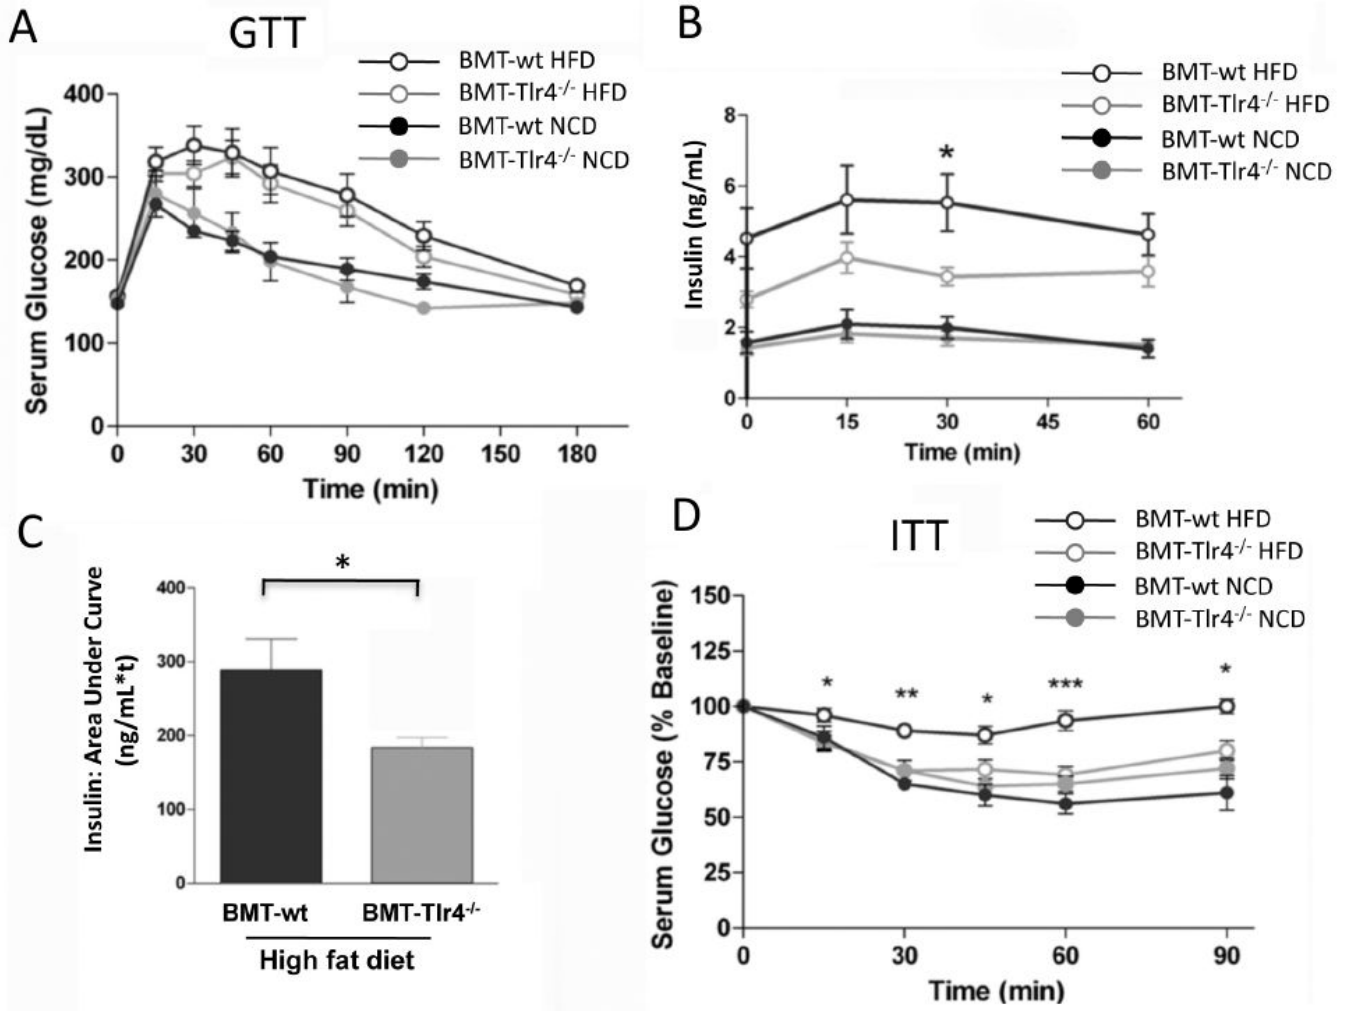 A
GTT
BMT-wt HFD
BMT-Tlr4-/- HFD
BMT-wt NCD
BMT-Tlr4-/- NCD
Serum Glucose (mg/dL)
400
300
200
100
0
0 30 60 90 120 150 180
Time (min)
B
BMT-wt HFD
BMT-Tlr4-/- HFD
BMT-wt NCD
BMT-Tlr4-/- NCD
Insulin (ng/mL)
8
6
4
2
0
*
0 15 30 45 60
Time (min)
C
Insulin: Area Under Curve
(ng/mL*t)
400
300
200
100
0
*
BMT-wt BMT-Tlr4-/-
High fat diet
D
ITT
BMT-wt HFD
BMT-Tlr4-/- HFD
BMT-wt NCD
BMT-Tlr4-/- NCD
Serum Glucose (% Baseline)
150
125
100
75
50
25
0
* ** * *** *
0 30 60 90
Time (min)